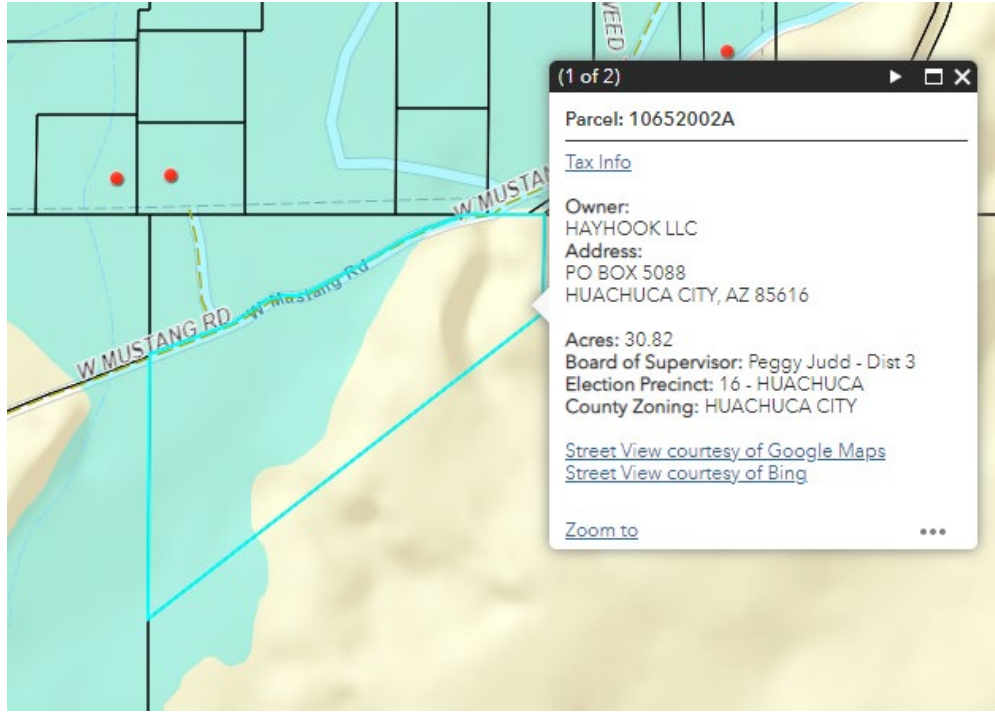 (1 of 2)
Parcel: 10652002A
Tax Info
Owner:
HAYHOOK LLC
Address:
PO BOX 5088
HUACHUCA CITY, AZ 85616
Acres: 30.82
Board of Supervisor: Peggy Judd - Dist 3
Election Precinct: 16 - HUACHUCA
County Zoning: HUACHUCA CITY
Street View courtesy of Google Maps
Street View courtesy of Bing
Zoom to
W MUSTANG RD
W Mustang Rd
W MUSTA
WEED